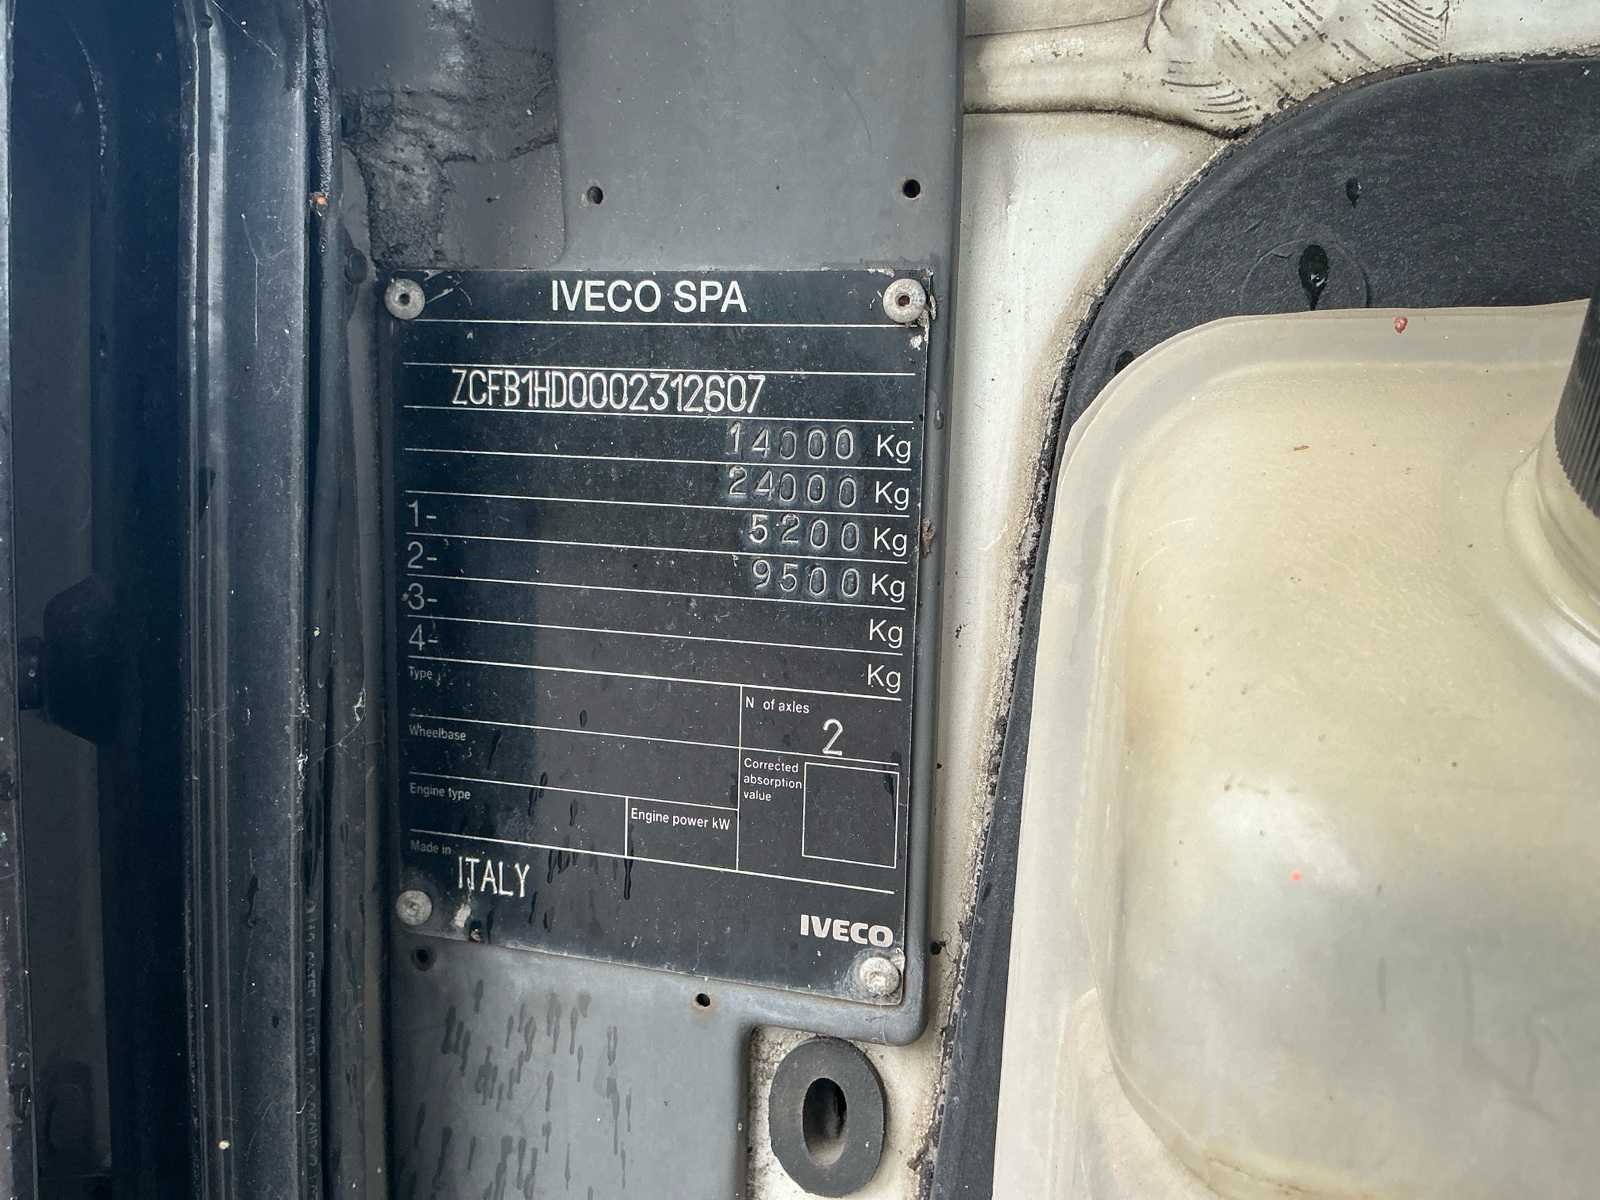 IVECO SPA
ZCFB1HD0002312607
14000 Kg
24000 Kg
1- 5200 Kg
2- 9500 Kg
3- Kg
4- Kg
Type
N of axles
2
Wheelbase
Corrected
absorption
value
Engine type
Engine power kW
Made in
ITALY
IVECO